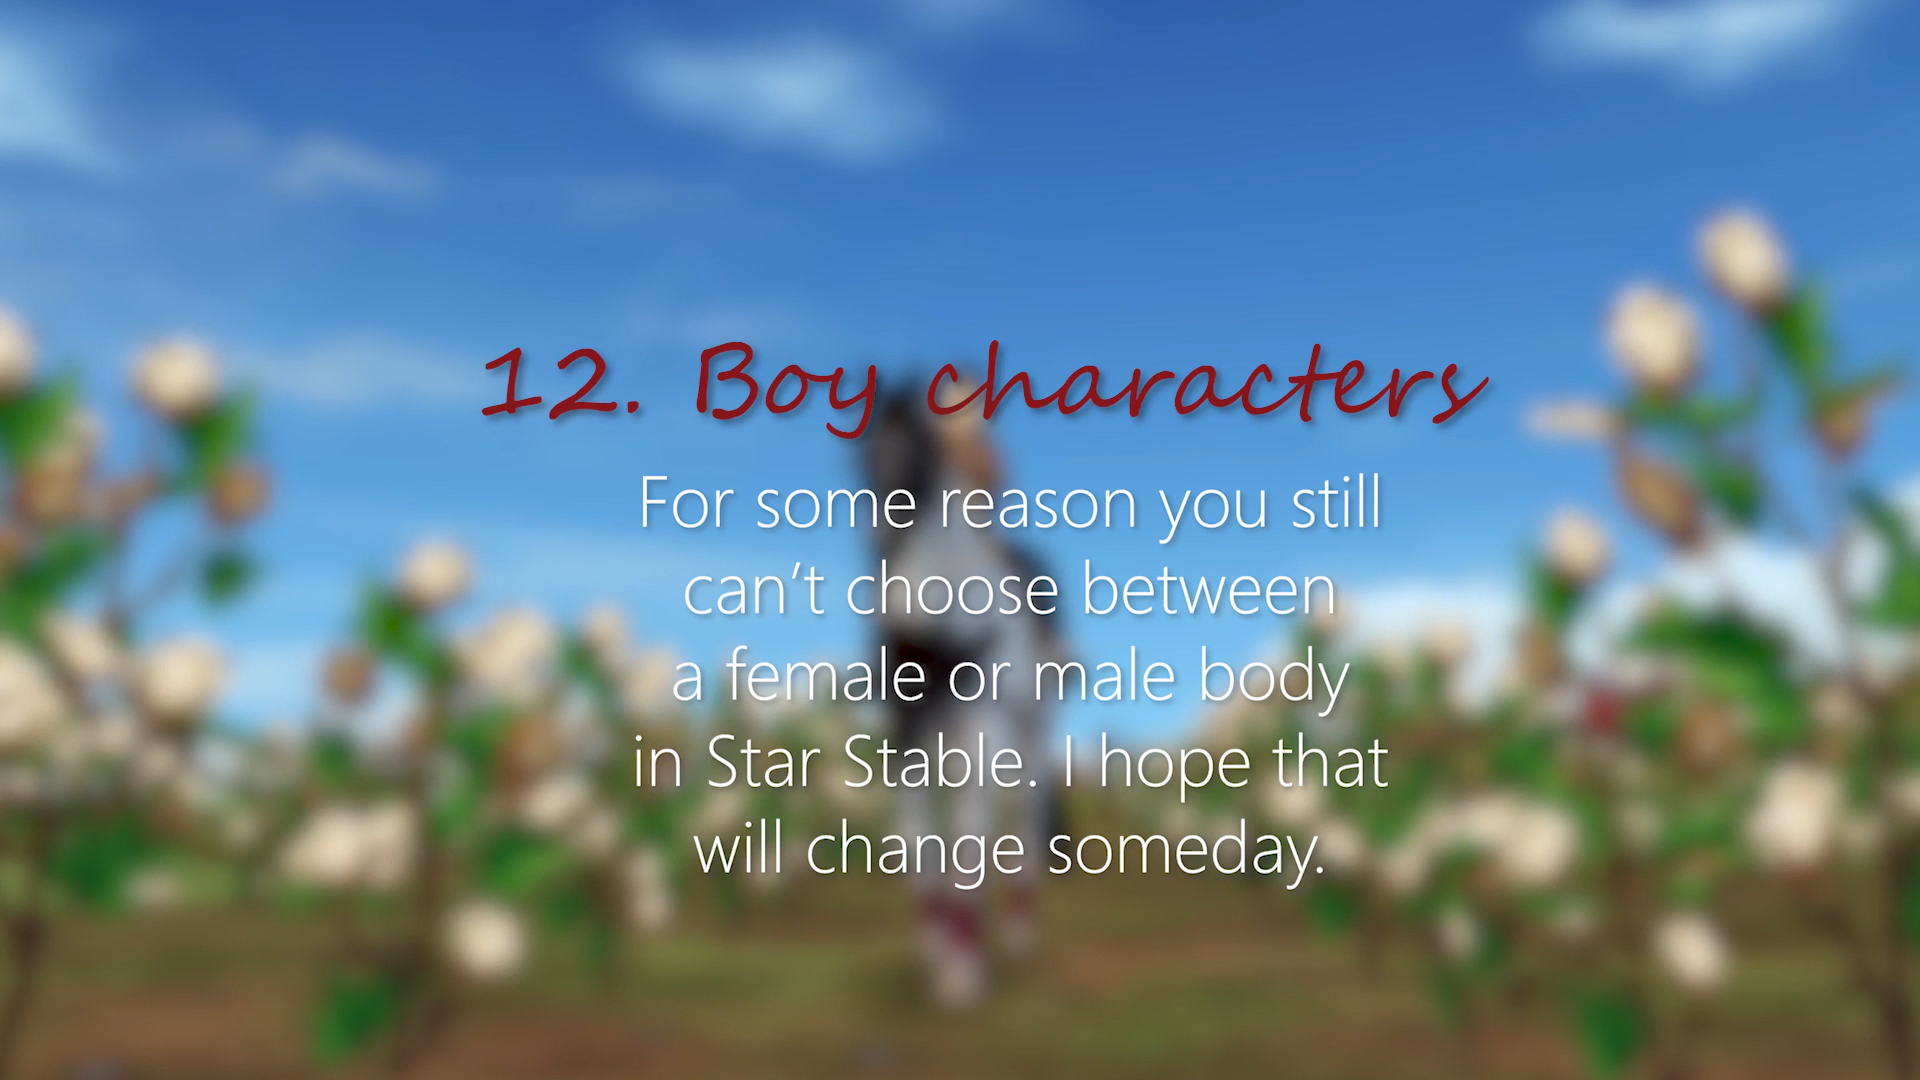 12. Boy characters
For some reason you still
can’t choose between
a female or male body
in Star Stable. I hope that
will change someday.